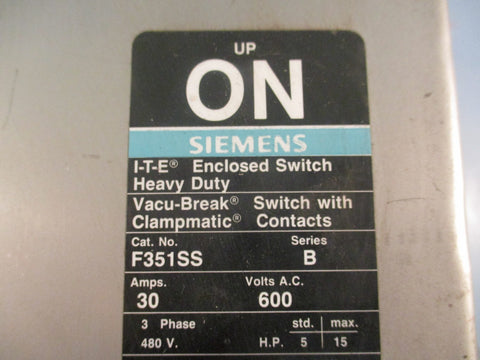 UP
ON
SIEMENS
I-T-E® Enclosed Switch
Heavy Duty
Vacu-Break® Switch with
Clampmatic® Contacts
Cat. No. Series
F351SS B
Amps. Volts A.C.
30 600
3 Phase std. max.
480 V. H.P. 5 15